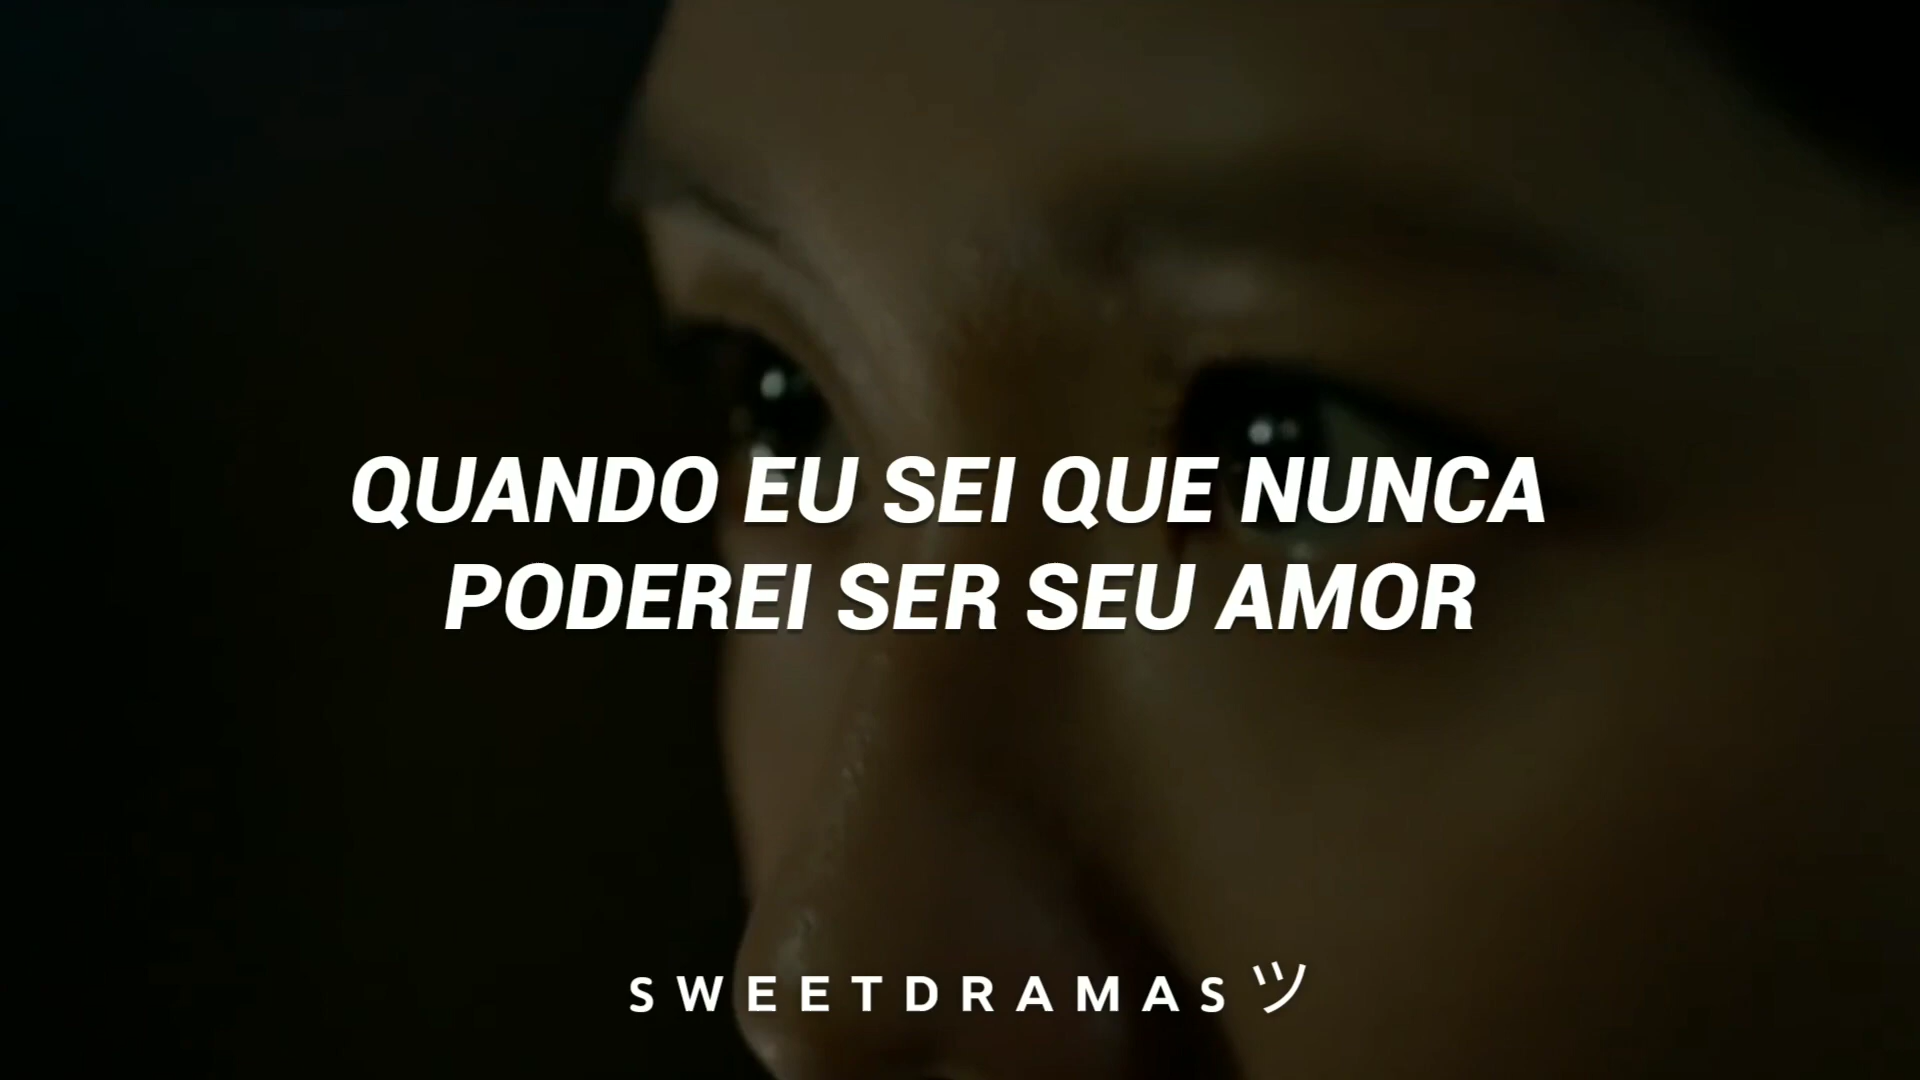 QUANDO EU SEI QUE NUNCA
PODEREI SER SEU AMOR
SWEETDRAMASツ